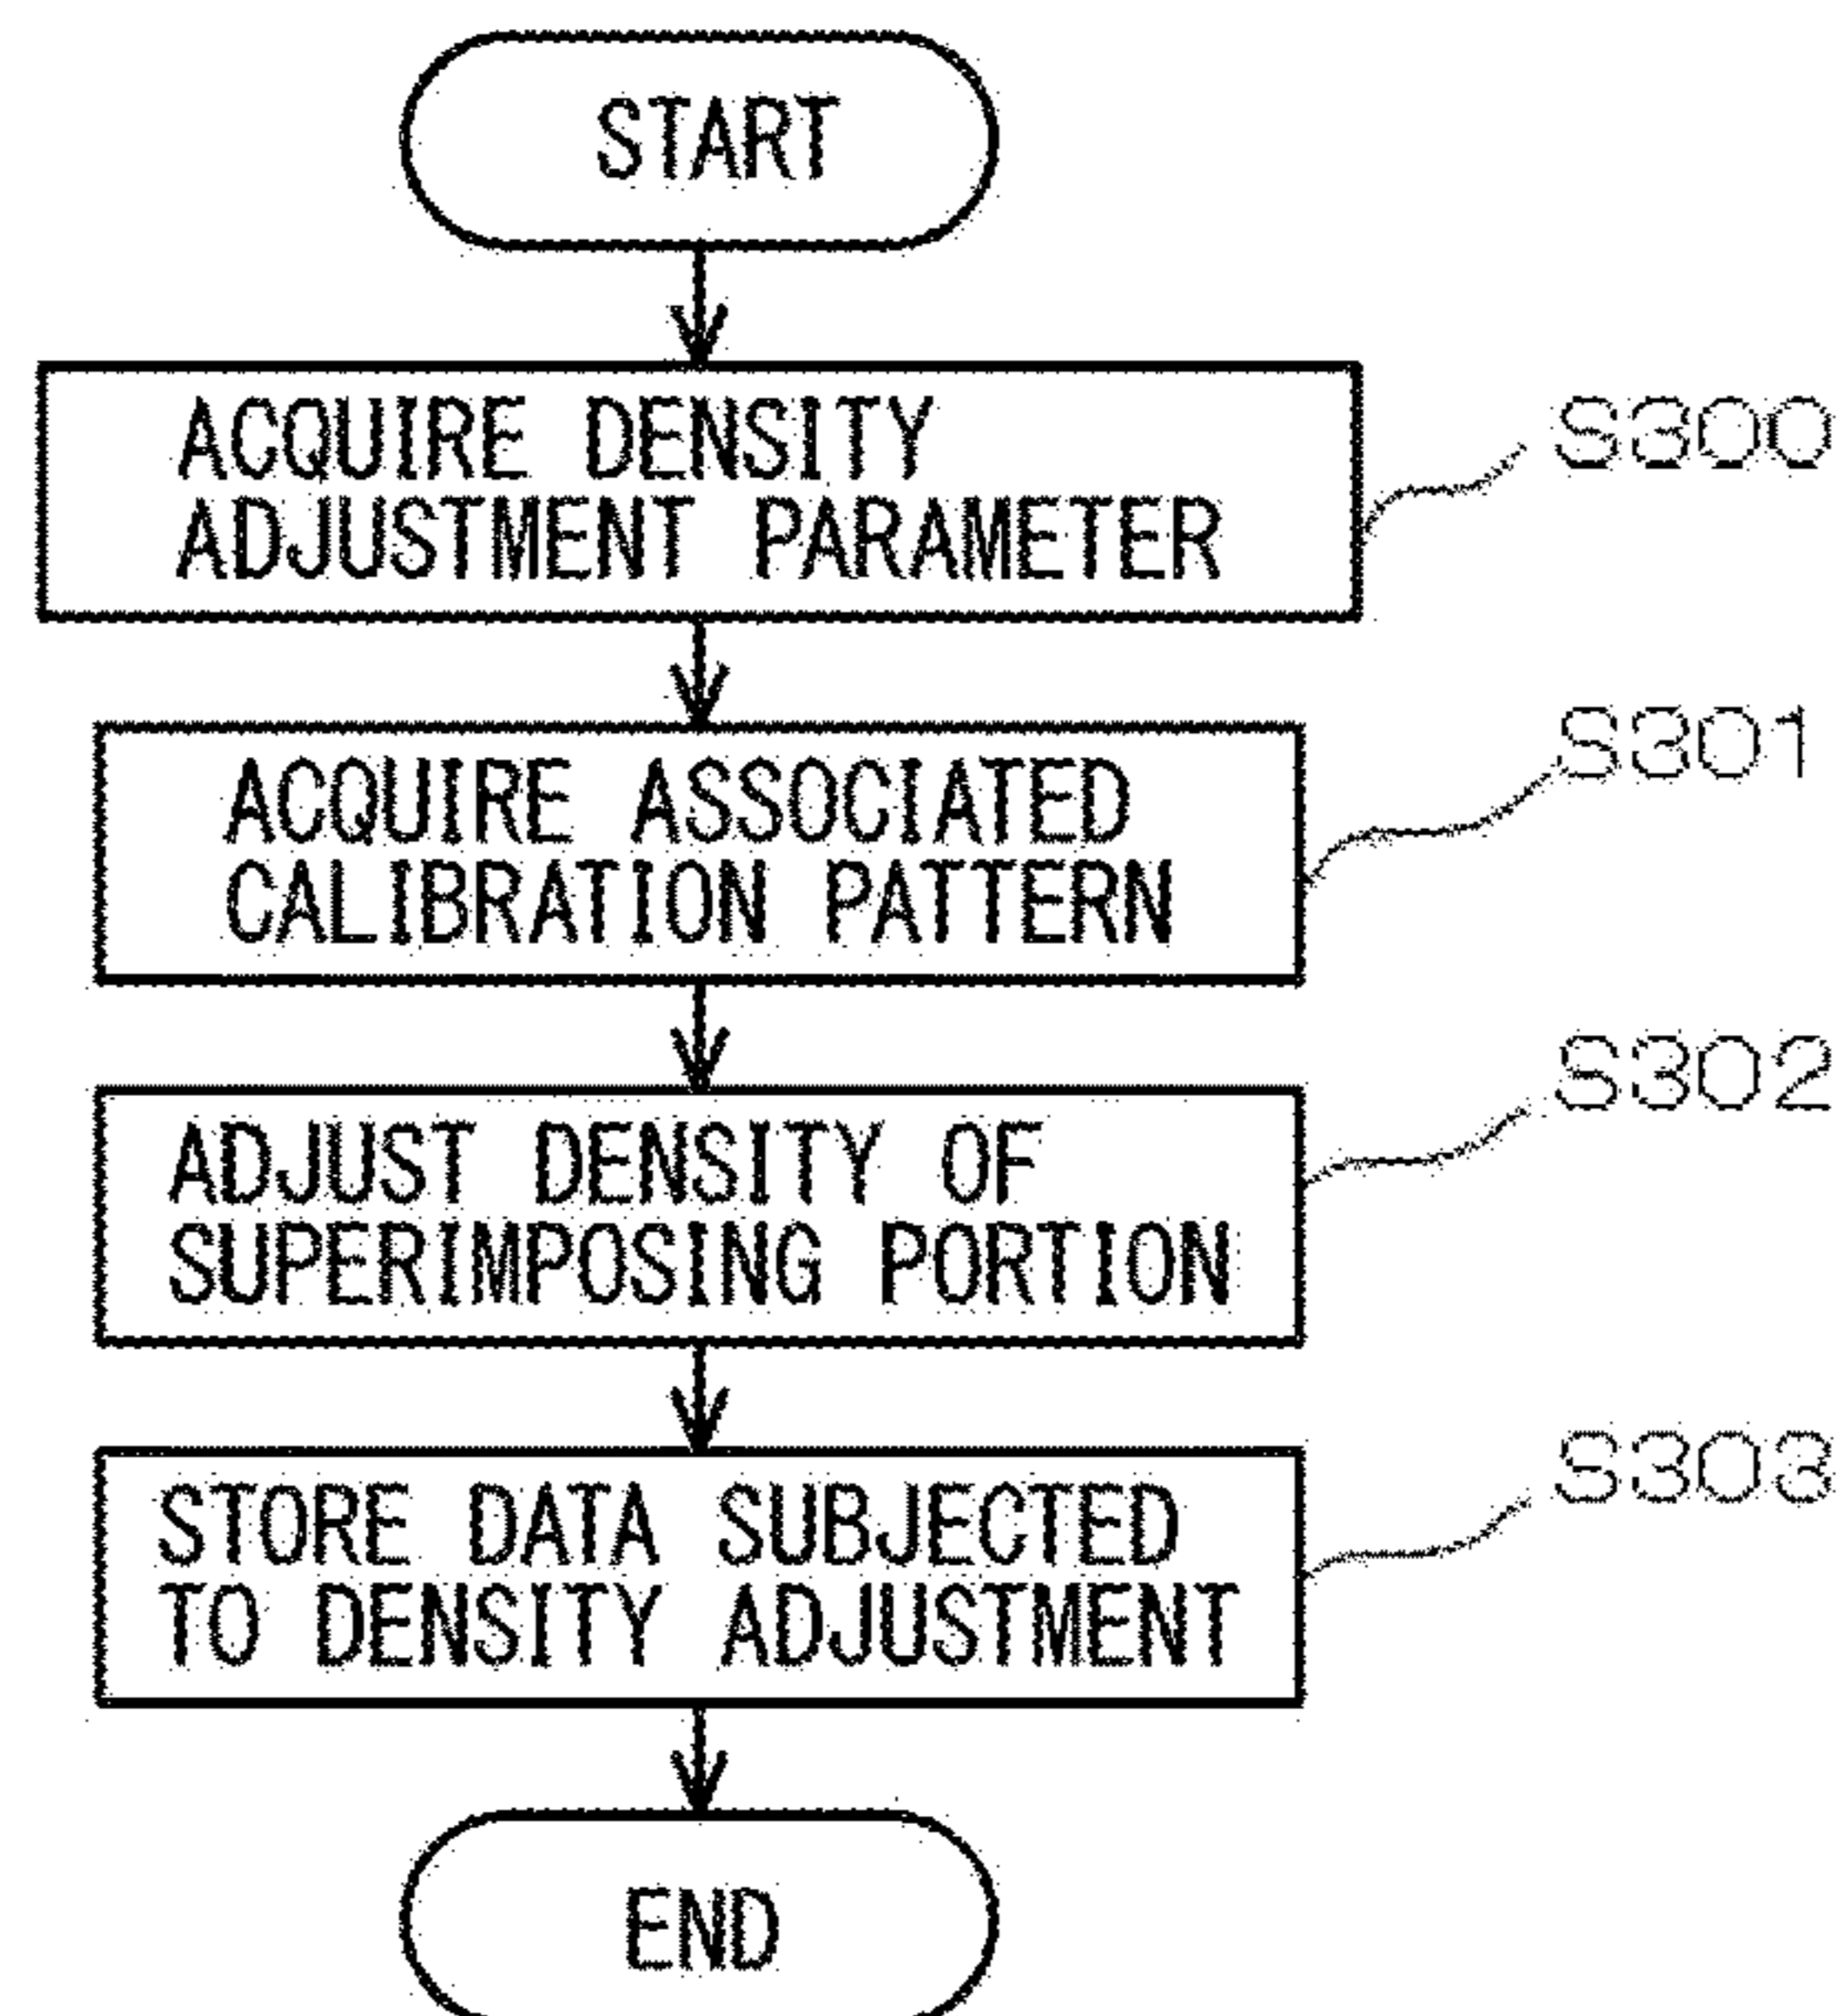 START
ACQUIRE DENSITY
ADJUSTMENT PARAMETER
S300
ACQUIRE ASSOCIATED
CALIBRATION PATTERN
S301
ADJUST DENSITY OF
SUPERIMPOSING PORTION
S302
STORE DATA SUBJECTED
TO DENSITY ADJUSTMENT
S303
END